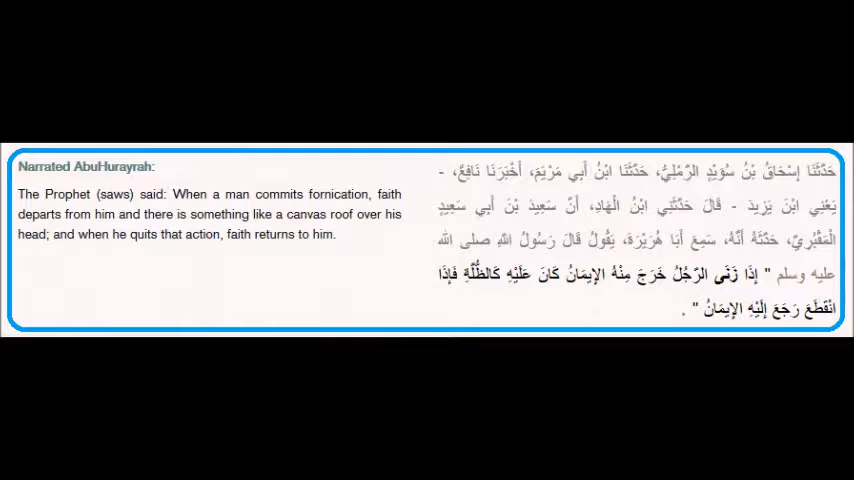 Narrated AbuHurayrah:
The Prophet (saws) said: When a man commits fornication, faith
departs from him and there is something like a canvas roof over his
head; and when he quits that action, faith returns to him.
حَدَّثَنَا إِسْحَاقُ بْنُ سُوَيْدٍ الرَّمْلِيُّ، حَدَّثَنَا ابْنُ أَبِي مَرْيَمَ، أَخْبَرَنَا نَافِعٌ، -
يَعْنِي ابْنَ يَزِيدَ - قَالَ حَدَّثَنِي ابْنُ الْهَادِ، أَنَّ سَعِيدَ بْنَ أَبِي سَعِيدٍ
الْمَقْبُرِيَّ، حَدَّثَهُ أَنَّهُ، سَمِعَ أَبَا هُرَيْرَةَ، يَقُولُ قَالَ رَسُولُ اللَّهِ صلى الله
عليه وسلم " إِذَا زَنَى الرَّجُلُ خَرَجَ مِنْهُ الإِيمَانُ كَانَ عَلَيْهِ كَالظُّلَّةِ فَإِذَا
انْقَطَعَ رَجَعَ إِلَيْهِ الإِيمَانُ " .